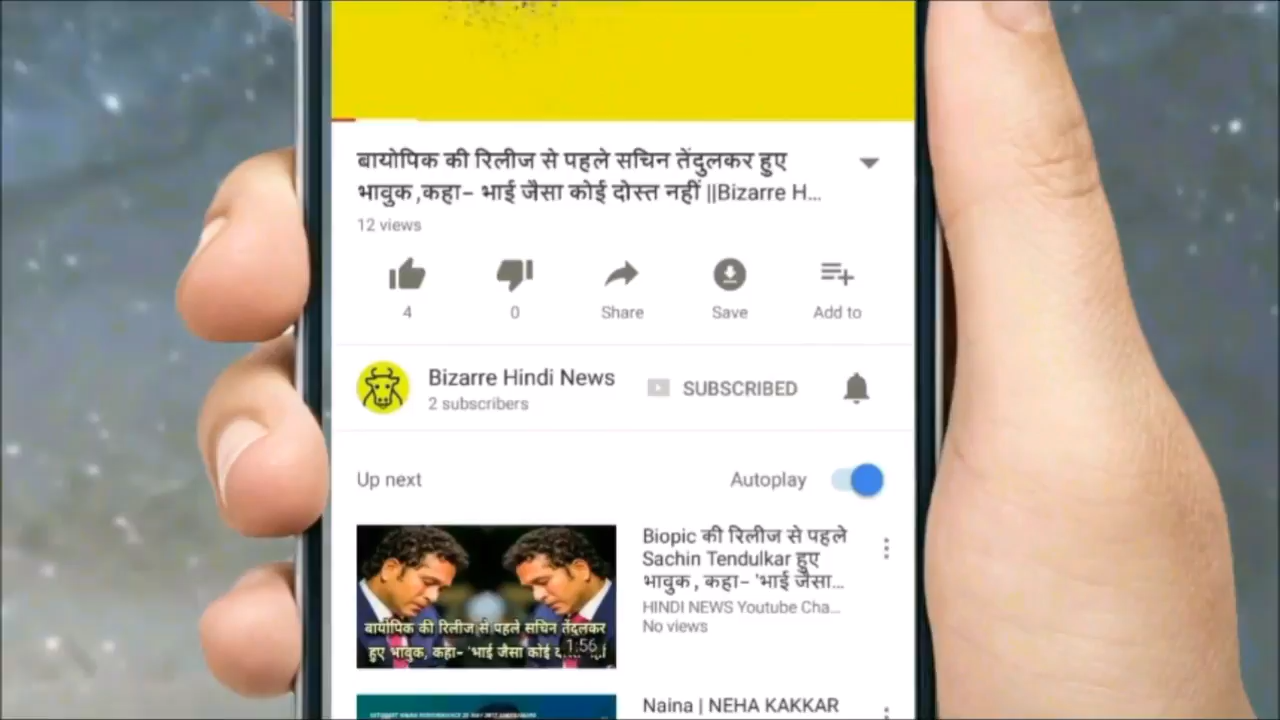 बायोपिक की रिलीज से पहले सचिन तेंदुलकर हुए
भावुक,कहा– भाई जैसा कोई दोस्त नहीं ||Bizarre H...
12 views
4
0
Share
Save
Add to
Bizarre Hindi News
2 subscribers
SUBSCRIBED
Up next
Autoplay
Biopic की रिलीज से पहले
Sachin Tendulkar हुए
भावुक, कहा– 'भाई जैसा...
HINDI NEWS Youtube Cha...
No views
बायोपिक की रिलीज से पहले सचिन तेंदुलकर
हुए भावुक, कहा– 'भाई जैसा कोई
1:56
Naina | NEHA KAKKAR